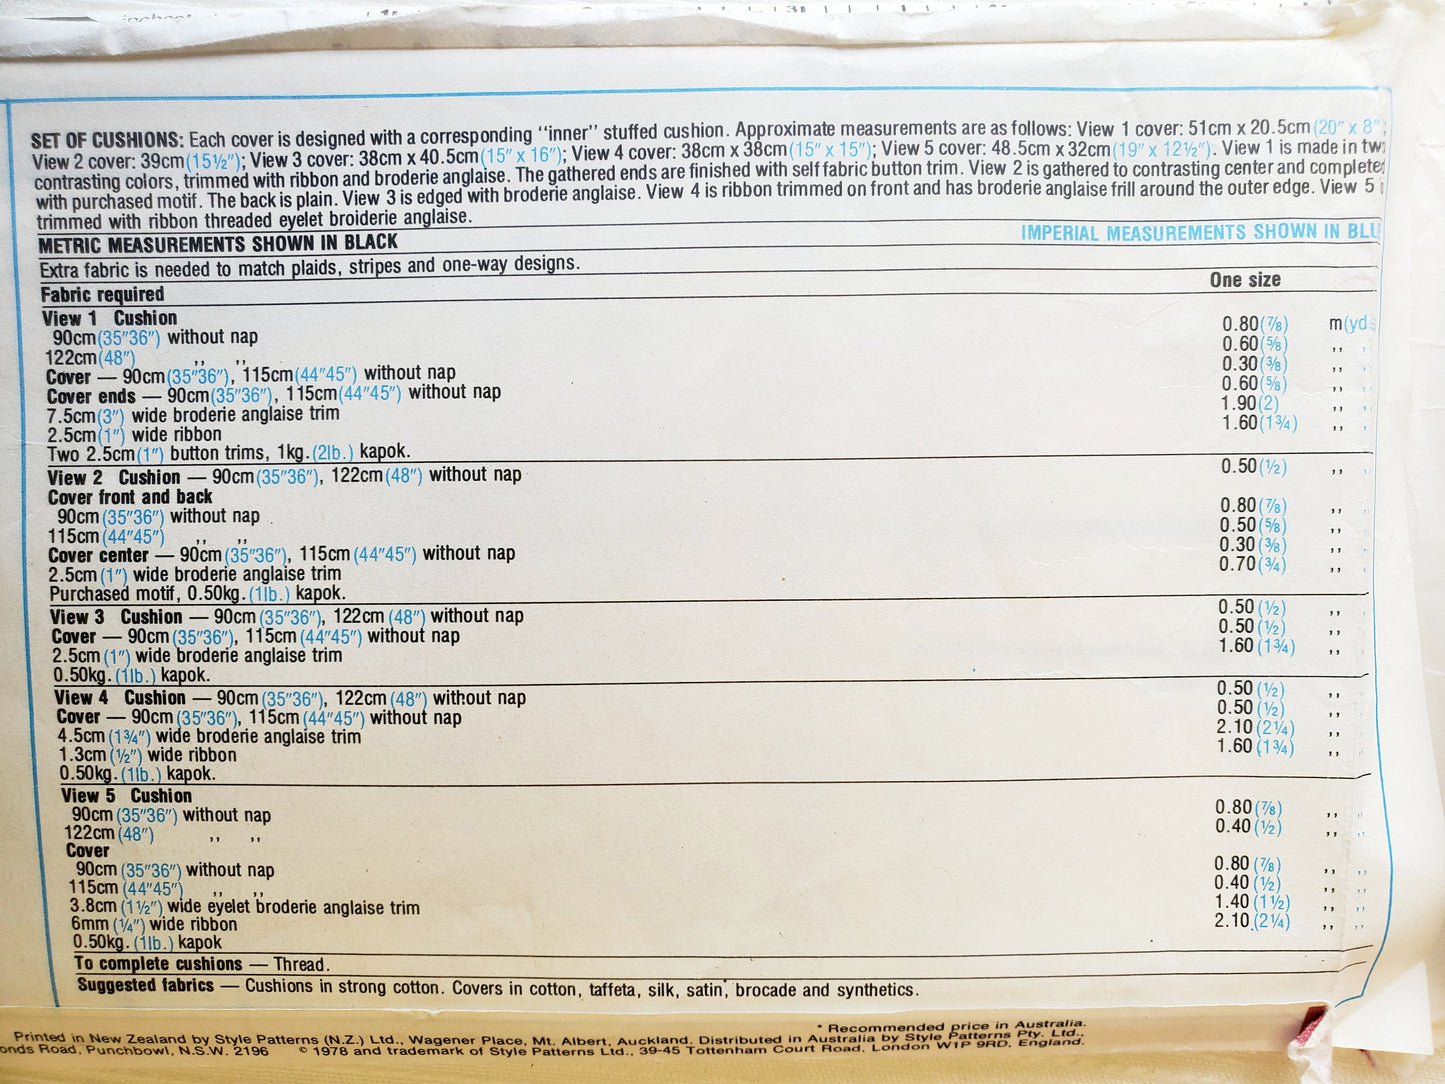 SET OF CUSHIONS: Each cover is designed with a corresponding "inner" stuffed cushion. Approximate measurements are as follows: View 1 cover: 51cm x 20.5cm (20" x 8");
View 2 cover: 39cm (15½"); View 3 cover: 38cm x 40.5cm (15" x 16"); View 4 cover: 38cm x 38cm (15" x 15"); View 5 cover: 48.5cm x 32cm (19" x 12½"). View 1 is made in two
contrasting colors, trimmed with ribbon and broderie anglaise. The gathered ends are finished with self fabric button trim. View 2 is gathered to contrasting center and completed
with purchased motif. The back is plain. View 3 is edged with broderie anglaise. View 4 is ribbon trimmed on front and has broderie anglaise frill around the outer edge. View 5
trimmed with ribbon threaded eyelet broiderie anglaise.
METRIC MEASUREMENTS SHOWN IN BLACK IMPERIAL MEASUREMENTS SHOWN IN BLU
Extra fabric is needed to match plaids, stripes and one-way designs.
Fabric required One size
View 1 Cushion
90cm (35"36") without nap 0.80 (⅞) m (yds
122cm (48") ,, ,, 0.60 (⅝) ,, ,,
Cover — 90cm (35"36"), 115cm (44"45") without nap 0.30 (⅜) ,, ,,
Cover ends — 90cm (35"36"), 115cm (44"45") without nap 0.60 (⅝) ,, ,,
7.5cm (3") wide broderie anglaise trim 1.90 (2) ,, ,,
2.5cm (1") wide ribbon 1.60 (1¾) ,, ,,
Two 2.5cm (1") button trims, 1kg. (2lb.) kapok.
View 2 Cushion — 90cm (35"36"), 122cm (48") without nap 0.50 (½) ,, ,,
Cover front and back
90cm (35"36") without nap 0.80 (⅞) ,, ,,
115cm (44"45") ,, ,, 0.50 (⅝) ,, ,,
Cover center — 90cm (35"36"), 115cm (44"45") without nap 0.30 (⅜) ,, ,,
2.5cm (1") wide broderie anglaise trim 0.70 (¾) ,, ,,
Purchased motif, 0.50kg. (1lb.) kapok.
View 3 Cushion — 90cm (35"36"), 122cm (48") without nap 0.50 (½) ,,
Cover — 90cm (35"36"), 115cm (44"45") without nap 0.50 (½) ,,
2.5cm (1") wide broderie anglaise trim 1.60 (1¾) ,,
0.50kg. (1lb.) kapok.
View 4 Cushion — 90cm (35"36"), 122cm (48") without nap 0.50 (½) ,,
Cover — 90cm (35"36"), 115cm (44"45") without nap 0.50 (½) ,,
4.5cm (1¾") wide broderie anglaise trim 2.10 (2¼) ,,
1.3cm (½") wide ribbon 1.60 (1¾) ,,
0.50kg. (1lb.) kapok.
View 5 Cushion
90cm (35"36") without nap 0.80 (⅞) ,, ,,
122cm (48") ,, ,, 0.40 (½) ,, ,,
Cover
90cm (35"36") without nap 0.80 (⅞) ,, ,,
115cm (44"45") ,, ,, 0.40 (½) ,, ,,
3.8cm (1½") wide eyelet broderie anglaise trim 1.40 (1½) ,, ,,
6mm (¼") wide ribbon 2.10 (2¼) ,, ,,
0.50kg. (1lb.) kapok
To complete cushions — Thread.
Suggested fabrics — Cushions in strong cotton. Covers in cotton, taffeta, silk, satin, brocade and synthetics.
* Recommended price in Australia.
Printed in New Zealand by Style Patterns (N.Z.) Ltd., Wagener Place, Mt. Albert, Auckland. Distributed in Australia by Style Patterns Pty. Ltd.,
onds Road, Punchbowl, N.S.W. 2196 © 1978 and trademark of Style Patterns Ltd., 39-45 Tottenham Court Road, London W1P 9RD, England.